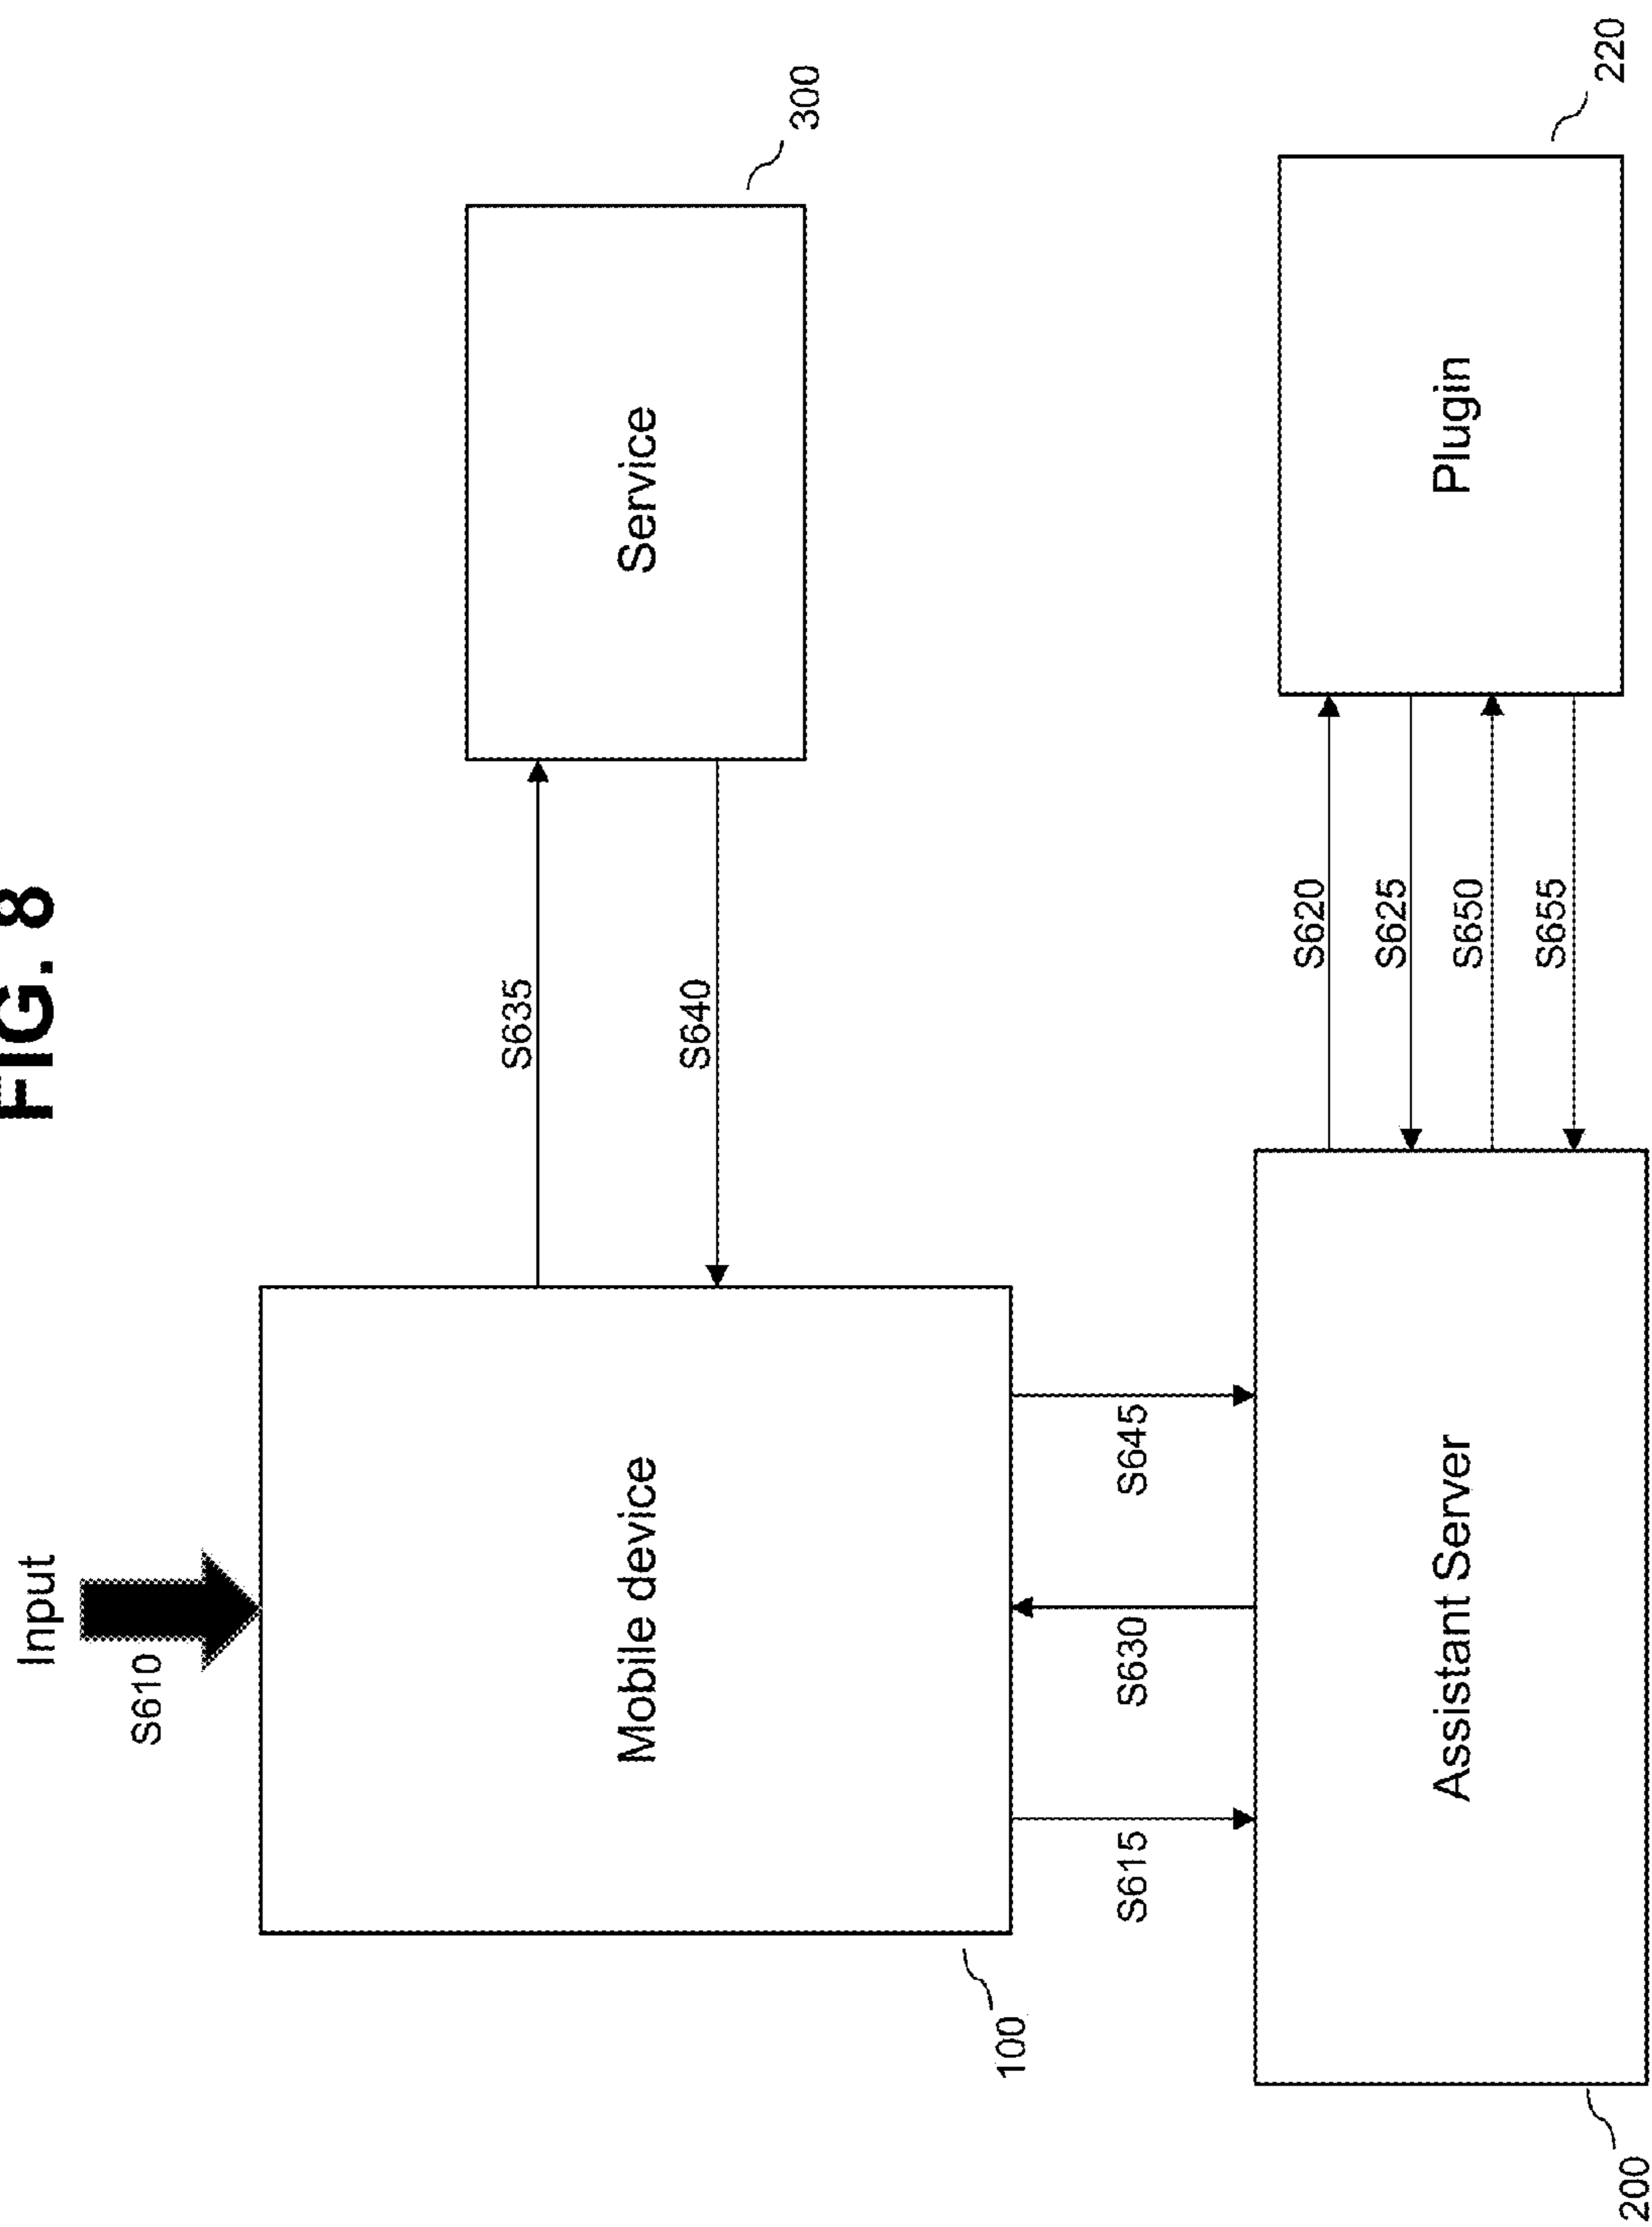 FIG. 8
Input
S610
S635
Mobile device
Service
S640
300
100
S615
S630
S645
S620
S625
Assistant Server
Plugin
S650
S655
220
200